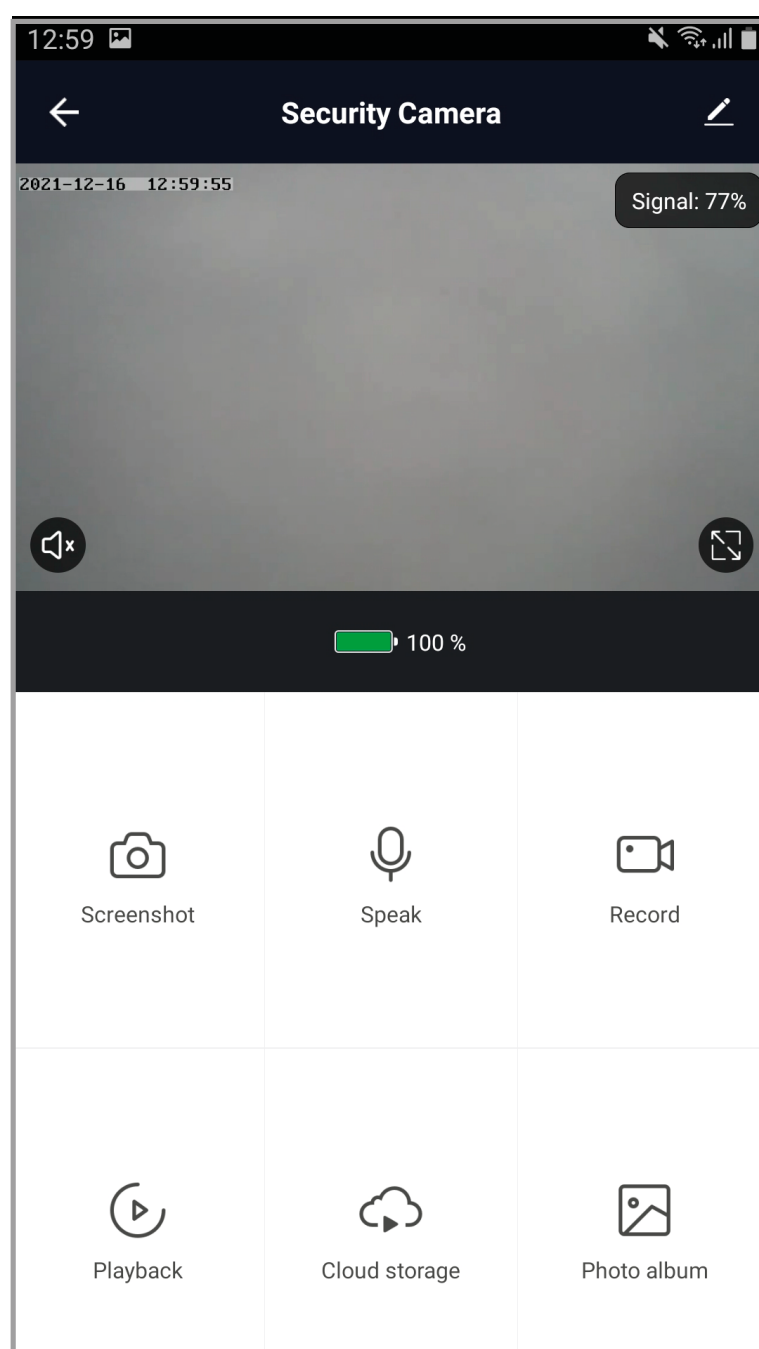 12:59
Security Camera
2021-12-16 12:59:55
Signal: 77%
100 %
Screenshot
Speak
Record
Playback
Cloud storage
Photo album